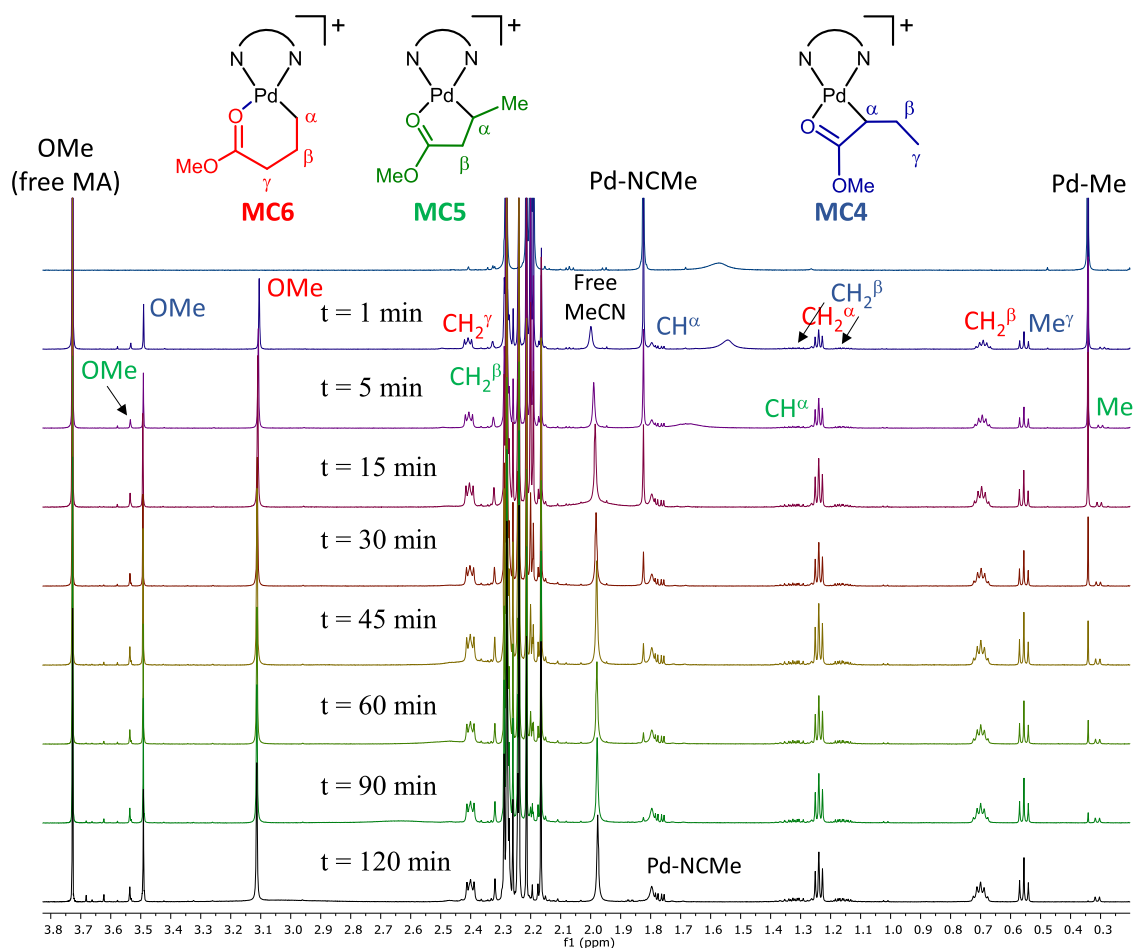 N N Pd ]+ O α β γ MeO
MC6
N N Pd ]+ O Me α β MeO
MC5
N N Pd ]+ O α β γ OMe
MC4
OMe
(free MA)
Pd-NCMe
Pd-Me
OMe
OMe
t = 1 min
CH2γ
Free
MeCN
CHα
CH2β
CH2α
CH2β
Meγ
OMe
t = 5 min
CH2β
CHα
Me
t = 15 min
t = 30 min
t = 45 min
t = 60 min
t = 90 min
t = 120 min
Pd-NCMe
3.8 3.7 3.6 3.5 3.4 3.3 3.2 3.1 3.0 2.9 2.8 2.7 2.6 2.5 2.4 2.3 2.2 2.1 2.0 1.9 1.8 1.7 1.6 1.5 1.4 1.3 1.2 1.1 1.0 0.9 0.8 0.7 0.6 0.5 0.4 0.3
f1 (ppm)